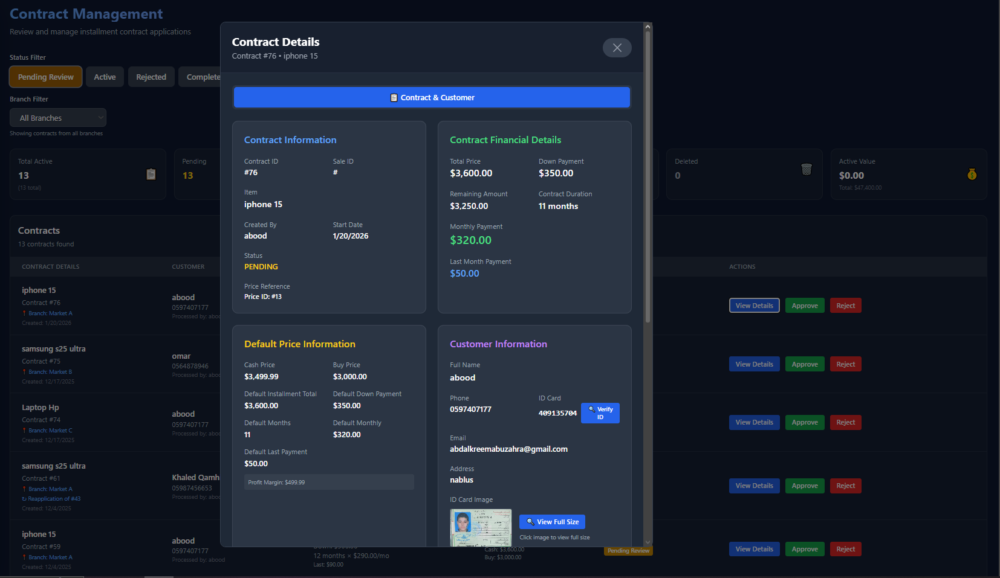 Contract Management
Review and manage installment contract applications
Status Filter
Pending Review
Active
Rejected
Complete
Branch Filter
All Branches
Showing contracts from all branches
Total Active
13
(13 total)
Pending
13
Deleted
0
Active Value
$0.00
Total: $47,400.00
Contracts
13 contracts found
CONTRACT DETAILS
CUSTOMER
ACTIONS
iphone 15
Contract #76
Branch: Market A
Created: 1/20/2026
abood
0597407177
Processed by: abood
View Details
Approve
Reject
samsung s25 ultra
Contract #75
Branch: Market B
Created: 12/17/2025
omar
0564878946
Processed by: abood
View Details
Approve
Reject
Laptop Hp
Contract #74
Branch: Market C
Created: 12/17/2025
abood
0597407177
Processed by: abood
View Details
Approve
Reject
samsung s25 ultra
Contract #61
Branch: Market A
↻ Reapplication of #43
Created: 12/4/2025
Khaled Qamh
05987456653
Processed by: abood
View Details
Approve
Reject
iphone 15
Contract #59
Branch: Market A
Created: 12/4/2025
abood
0597407177
Processed by: abood
12 months × $290.00/mo
Last: $90.00
Cash: $3,600.00
Buy: $3,000.00
Pending Review
View Details
Approve
Reject
Contract Details
Contract #76 • iphone 15
Contract & Customer
Contract Information
Contract ID
#76
Sale ID
#
Item
iphone 15
Created By
abood
Start Date
1/20/2026
Status
PENDING
Price Reference
Price ID: #13
Contract Financial Details
Total Price
$3,600.00
Down Payment
$350.00
Remaining Amount
$3,250.00
Contract Duration
11 months
Monthly Payment
$320.00
Last Month Payment
$50.00
Default Price Information
Cash Price
$3,499.99
Buy Price
$3,000.00
Default Installment Total
$3,600.00
Default Down Payment
$350.00
Default Months
11
Default Monthly
$320.00
Default Last Payment
$50.00
Profit Margin: $499.99
Customer Information
Full Name
abood
Phone
0597407177
ID Card
409135704
Verify
ID
Email
abdalkreemabuzahra@gmail.com
Address
nablus
ID Card Image
View Full Size
Click image to view full size